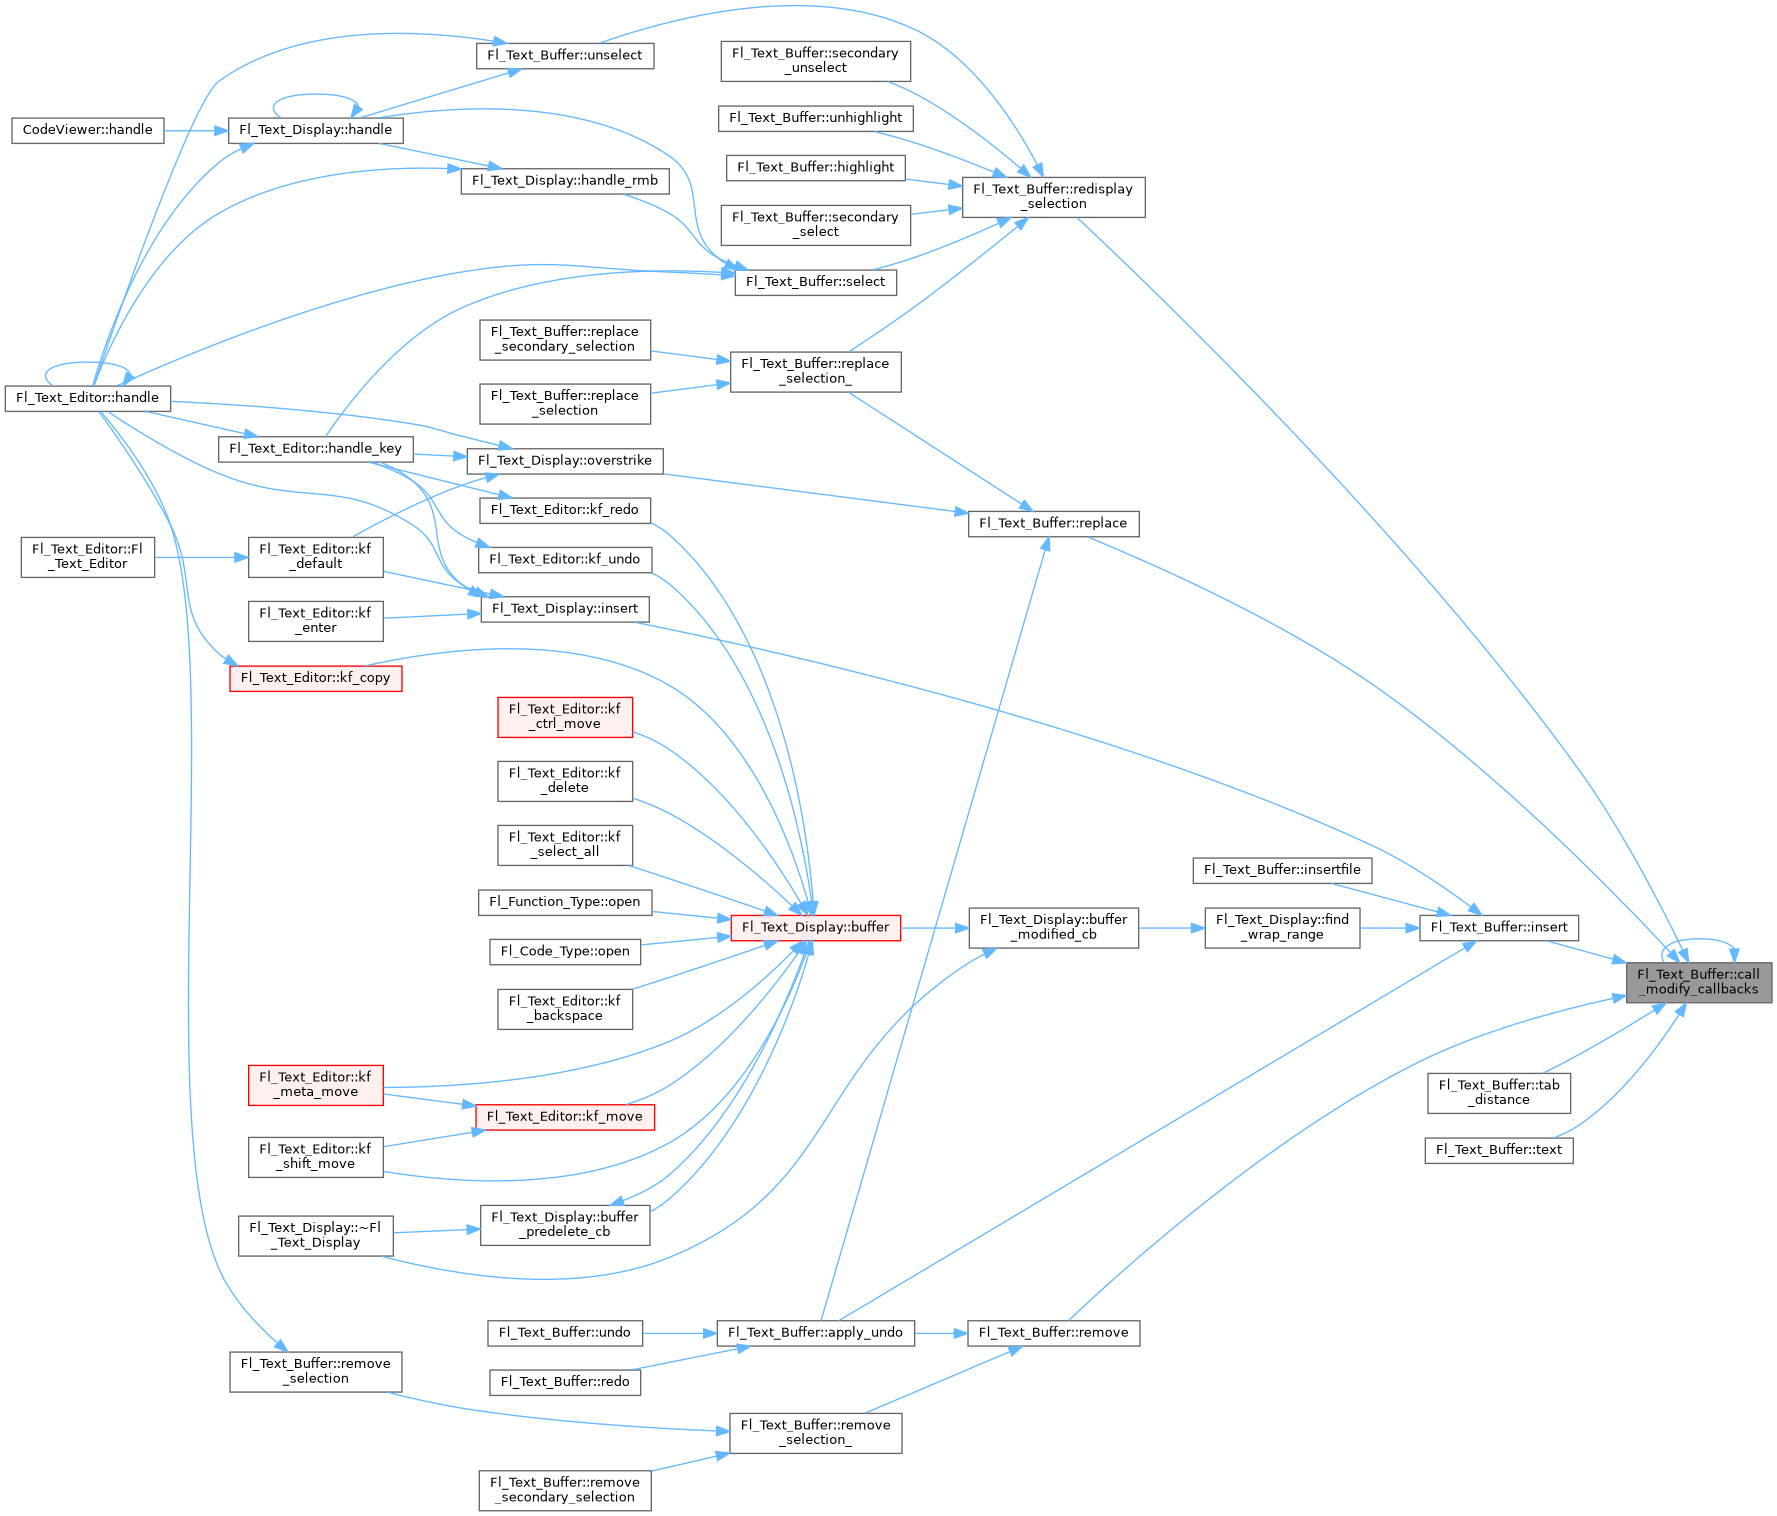 Fl_Text_Buffer::unselect
Fl_Text_Buffer::secondary
_unselect
Fl_Text_Buffer::unhighlight
CodeViewer::handle
Fl_Text_Display::handle
Fl_Text_Buffer::highlight
Fl_Text_Display::handle_rmb
Fl_Text_Buffer::redisplay
_selection
Fl_Text_Buffer::secondary
_select
Fl_Text_Buffer::select
Fl_Text_Buffer::replace
_secondary_selection
Fl_Text_Buffer::replace
_selection_
Fl_Text_Buffer::replace
_selection
Fl_Text_Editor::handle
Fl_Text_Editor::handle_key
Fl_Text_Display::overstrike
Fl_Text_Editor::kf_redo
Fl_Text_Buffer::replace
Fl_Text_Editor::Fl
_Text_Editor
Fl_Text_Editor::kf
_default
Fl_Text_Editor::kf_undo
Fl_Text_Display::insert
Fl_Text_Editor::kf
_enter
Fl_Text_Editor::kf_copy
Fl_Text_Editor::kf
_ctrl_move
Fl_Text_Editor::kf
_delete
Fl_Text_Editor::kf
_select_all
Fl_Text_Buffer::insertfile
Fl_Function_Type::open
Fl_Text_Display::buffer
Fl_Text_Display::buffer
_modified_cb
Fl_Text_Display::find
_wrap_range
Fl_Text_Buffer::insert
Fl_Code_Type::open
Fl_Text_Buffer::call
_modify_callbacks
Fl_Text_Editor::kf
_backspace
Fl_Text_Editor::kf
_meta_move
Fl_Text_Editor::kf_move
Fl_Text_Buffer::tab
_distance
Fl_Text_Editor::kf
_shift_move
Fl_Text_Buffer::text
Fl_Text_Display::~Fl
_Text_Display
Fl_Text_Display::buffer
_predelete_cb
Fl_Text_Buffer::undo
Fl_Text_Buffer::apply_undo
Fl_Text_Buffer::remove
Fl_Text_Buffer::remove
_selection
Fl_Text_Buffer::redo
Fl_Text_Buffer::remove
_selection_
Fl_Text_Buffer::remove
_secondary_selection